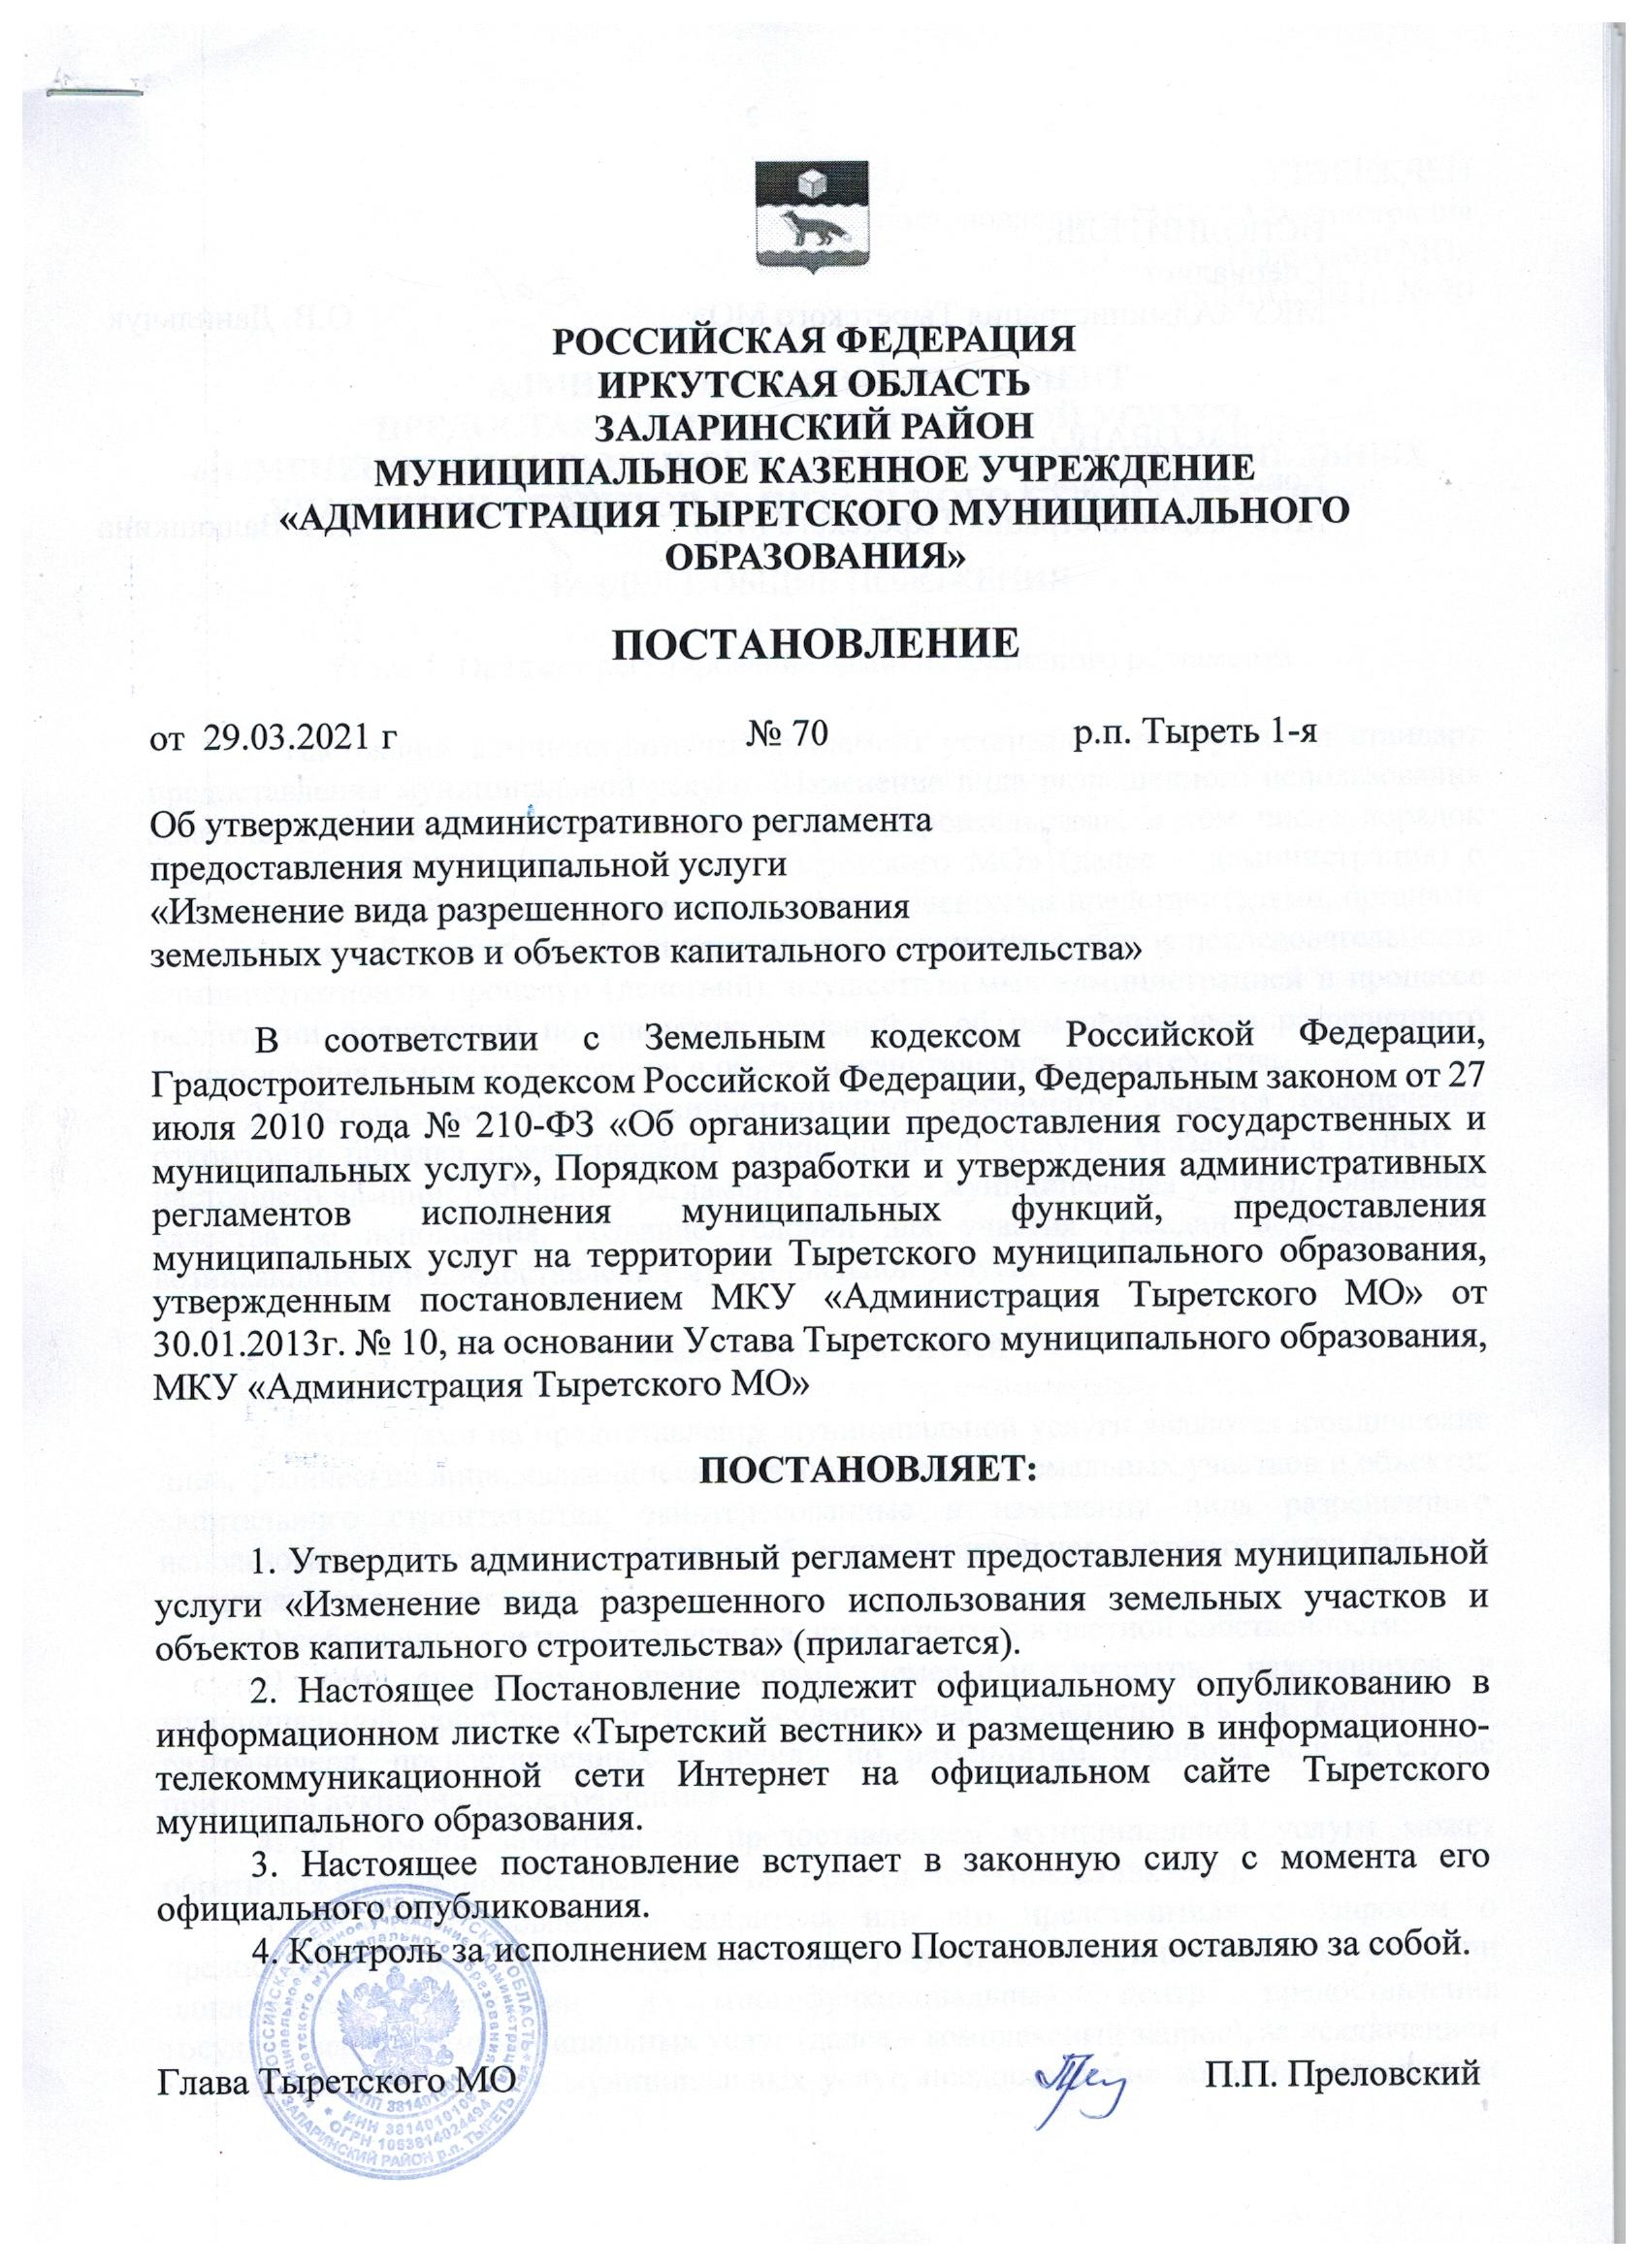 РОССИЙСКАЯ ФЕДЕРАЦИЯ
ИРКУТСКАЯ ОБЛАСТЬ
ЗАЛАРИНСКИЙ РАЙОН
МУНИЦИПАЛЬНОЕ КАЗЕННОЕ УЧРЕЖДЕНИЕ
«АДМИНИСТРАЦИЯ ТЫРЕТСКОГО МУНИЦИПАЛЬНОГО
ОБРАЗОВАНИЯ»
ПОСТАНОВЛЕНИЕ
от 29.03.2021 г № 70 р.п. Тыреть 1-я
Об утверждении административного регламента
предоставления муниципальной услуги
«Изменение вида разрешенного использования
земельных участков и объектов капитального строительства»
В соответствии с Земельным кодексом Российской Федерации,
Градостроительным кодексом Российской Федерации, Федеральным законом от 27
июля 2010 года № 210-ФЗ «Об организации предоставления государственных и
муниципальных услуг», Порядком разработки и утверждения административных
регламентов исполнения муниципальных функций, предоставления
муниципальных услуг на территории Тыретского муниципального образования,
утвержденным постановлением МКУ «Администрация Тыретского МО» от
30.01.2013г. № 10, на основании Устава Тыретского муниципального образования,
МКУ «Администрация Тыретского МО»
ПОСТАНОВЛЯЕТ:
1. Утвердить административный регламент предоставления муниципальной
услуги «Изменение вида разрешенного использования земельных участков и
объектов капитального строительства» (прилагается).
2. Настоящее Постановление подлежит официальному опубликованию в
информационном листке «Тыретский вестник» и размещению в информационно-
телекоммуникационной сети Интернет на официальном сайте Тыретского
муниципального образования.
3. Настоящее постановление вступает в законную силу с момента его
официального опубликования.
4. Контроль за исполнением настоящего Постановления оставляю за собой.
Глава Тыретского МО П.П. Преловский